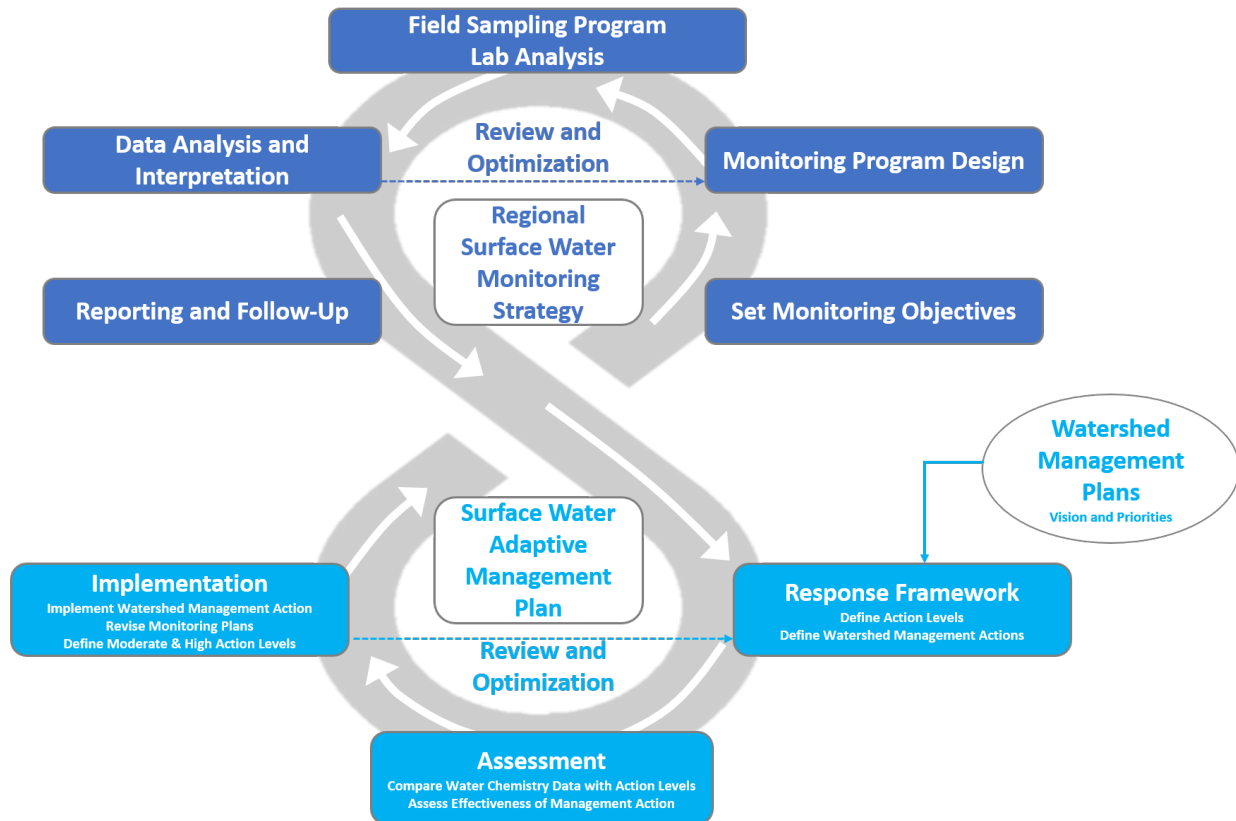 Field Sampling Program
Lab Analysis
Data Analysis and
Interpretation
Review and
Optimization
Monitoring Program Design
Regional
Surface Water
Monitoring
Strategy
Reporting and Follow-Up
Set Monitoring Objectives
Watershed
Management
Plans
Vision and Priorities
Surface Water
Adaptive
Management
Plan
Implementation
Implement Watershed Management Action
Revise Monitoring Plans
Define Moderate & High Action Levels
Response Framework
Define Action Levels
Define Watershed Management Actions
Review and
Optimization
Assessment
Compare Water Chemistry Data with Action Levels
Assess Effectiveness of Management Action